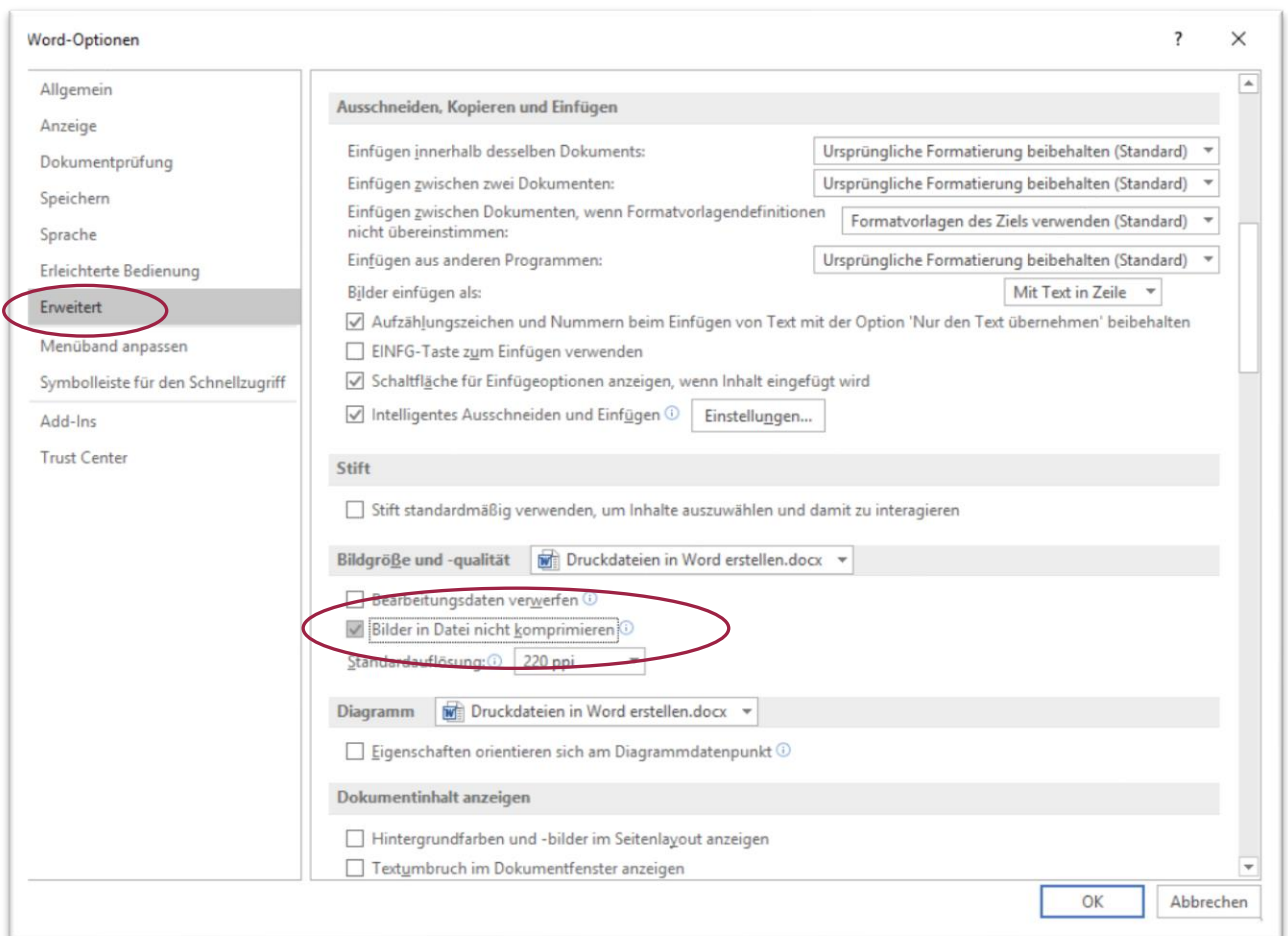 Word-Optionen
?
Allgemein
Anzeige
Dokumentprüfung
Speichern
Sprache
Erleichterte Bedienung
Erweitert
Menüband anpassen
Symbolleiste für den Schnellzugriff
Add-Ins
Trust Center
Ausschneiden, Kopieren und Einfügen
Einfügen innerhalb desselben Dokuments: Ursprüngliche Formatierung beibehalten (Standard)
Einfügen zwischen zwei Dokumenten: Ursprüngliche Formatierung beibehalten (Standard)
Einfügen zwischen Dokumenten, wenn Formatvorlagendefinitionen
nicht übereinstimmen: Formatvorlagen des Ziels verwenden (Standard)
Einfügen aus anderen Programmen: Ursprüngliche Formatierung beibehalten (Standard)
Bilder einfügen als: Mit Text in Zeile
Aufzählungszeichen und Nummern beim Einfügen von Text mit der Option 'Nur den Text übernehmen' beibehalten
EINFG-Taste zum Einfügen verwenden
Schaltfläche für Einfügeoptionen anzeigen, wenn Inhalt eingefügt wird
Intelligentes Ausschneiden und Einfügen Einstellungen...
Stift
Stift standardmäßig verwenden, um Inhalte auszuwählen und damit zu interagieren
Bildgröße und -qualität Druckdateien in Word erstellen.docx
Bearbeitungsdaten verwerfen
Bilder in Datei nicht komprimieren
Standardauflösung: 220 ppi
Diagramm Druckdateien in Word erstellen.docx
Eigenschaften orientieren sich am Diagrammdatenpunkt
Dokumentinhalt anzeigen
Hintergrundfarben und -bilder im Seitenlayout anzeigen
Textumbruch im Dokumentfenster anzeigen
OK Abbrechen